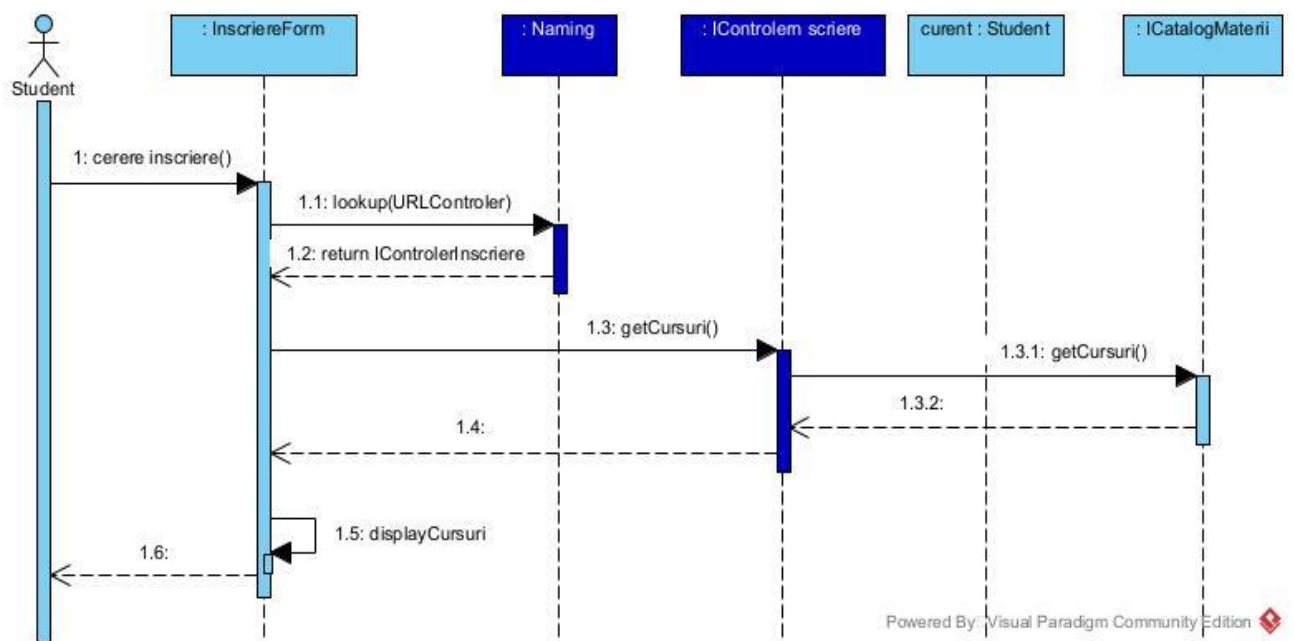 : InscriereForm
: Naming
: IControlem scriere
curent : Student
: ICatalogMaterii
Student
1: cerere inscriere()
1.1: lookup(URLControler)
1.2: return IControlerInscriere
1.3: getCursuri()
1.3.1: getCursuri()
1.3.2:
1.4:
1.5: displayCursuri
1.6:
Powered By: Visual Paradigm Community Edition